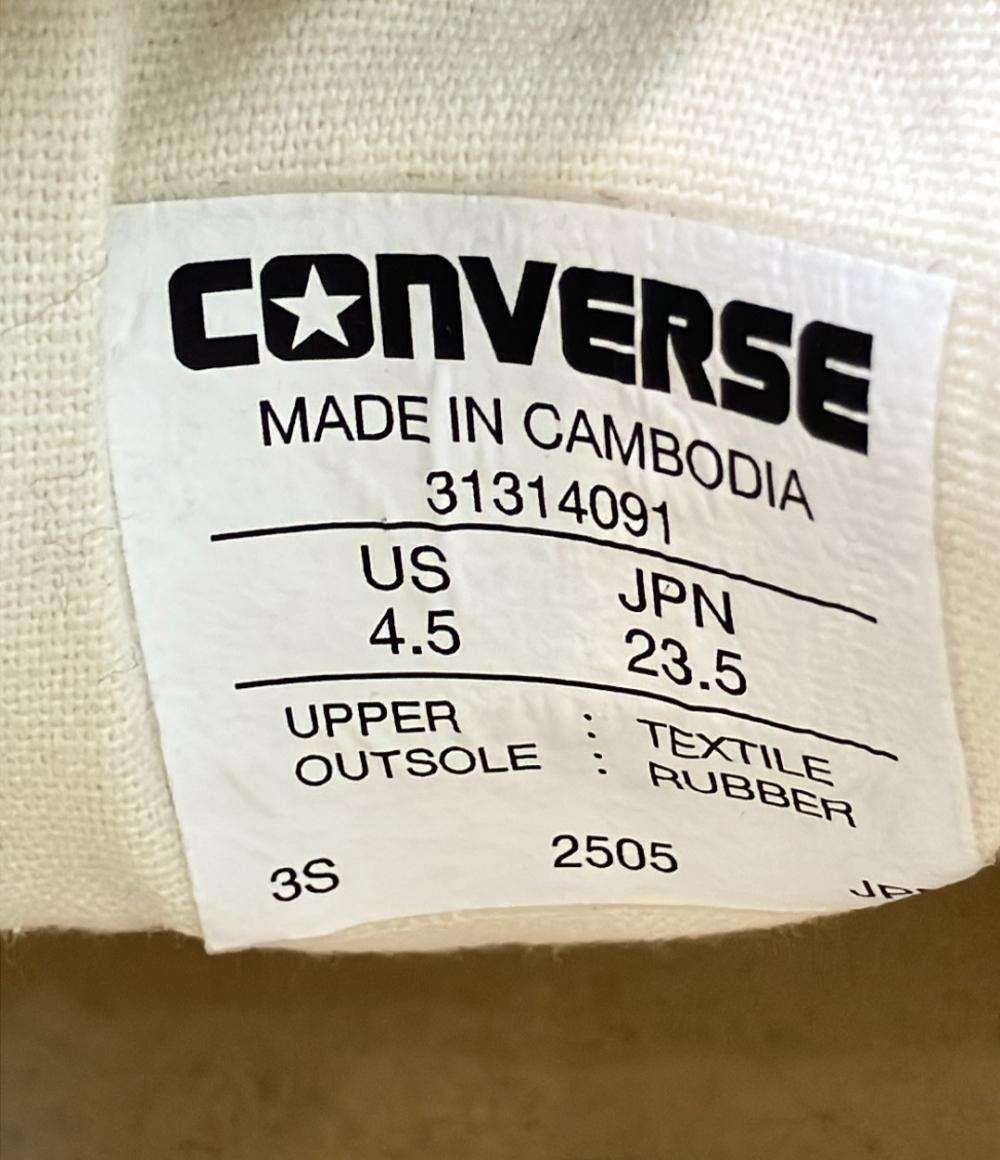 CONVERSE
MADE IN CAMBODIA
31314091
US JPN
4.5 23.5
UPPER : TEXTILE
OUTSOLE : RUBBER
3S 2505